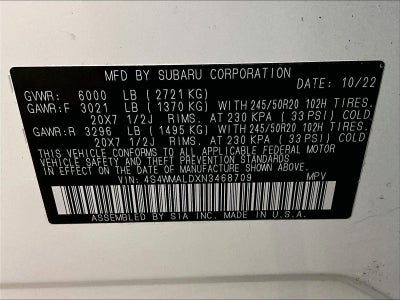 MFD BY SUBARU CORPORATION
DATE: 10/22
GVWR: 6000 LB (2721 KG)
GAWR:F 3021 LB (1370 KG) WITH 245/50R20 102H TIRES.
20X7 1/2J RIMS. AT 230 KPA (33 PSI) COLD
GAWR:R 3296 LB (1495 KG) WITH 245/50R20 102H TIRES.
20X7 1/2J RIMS. AT 230 KPA (33 PSI) COLD
THIS VEHICLE CONFORMS TO ALL APPLICABLE FEDERAL MOTOR
VEHICLE SAFETY AND THEFT PREVENTION STANDARDS IN EFFECT
ON THE DATE OF MANUFACTURE SHOWN ABOVE.
VIN: 4S4WMALDXN3468709 MPV
ASSEMBLED BY SIA INC. MADE IN U.S.A.